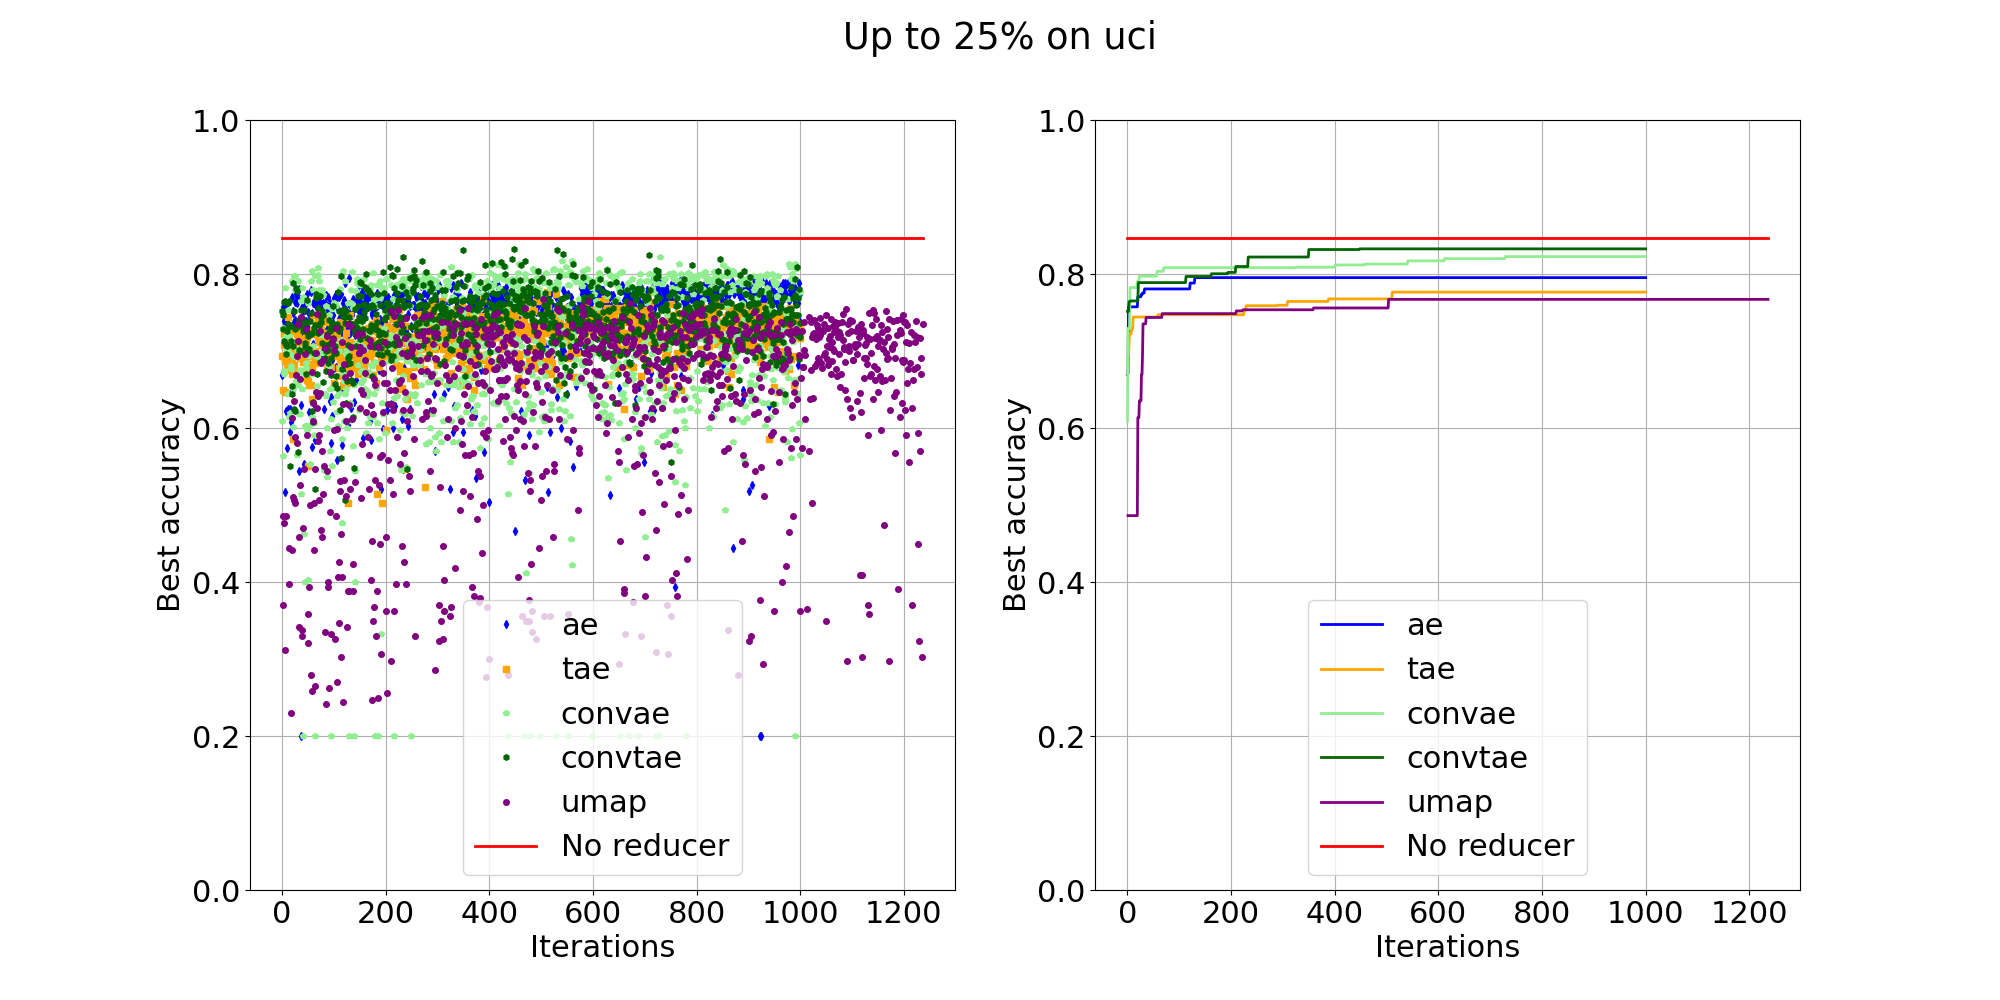 Up to 25% on uci
1.0
0.8
0.6
0.4
0.2
0.0
Best accuracy
ae
tae
convae
convtae
umap
No reducer
0 200 400 600 800 1000 1200
Iterations
1.0
0.8
0.6
0.4
0.2
0.0
Best accuracy
ae
tae
convae
convtae
umap
No reducer
0 200 400 600 800 1000 1200
Iterations